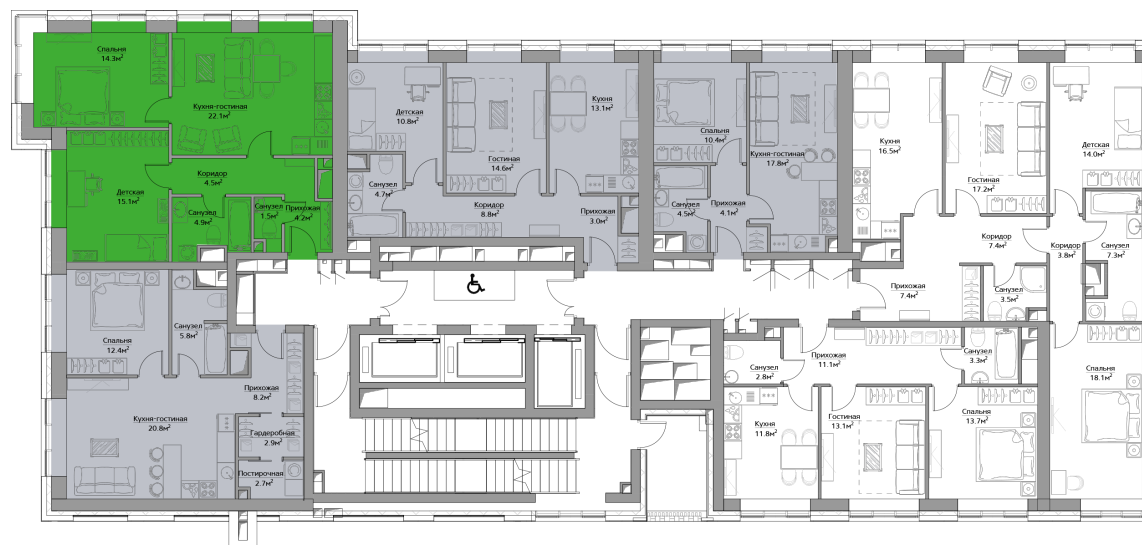 Спальня
14.3м²
Кухня-гостиная
22.1м²
Коридор
4.5м²
Детская
15.1м²
Санузел
4.9м²
Санузел
1.5м²
Прихожая
4.2м²
Детская
10.8м²
Гостиная
14.6м²
Кухня
13.1м²
Санузел
4.7м²
Коридор
8.8м²
Прихожая
3.0м²
Спальня
10.4м²
Кухня-гостиная
17.8м²
Санузел
4.5м²
Прихожая
4.1м²
Кухня
16.5м²
Гостиная
17.2м²
Детская
14.0м²
Коридор
7.4м²
Коридор
3.8м²
Санузел
7.3м²
Прихожая
7.4м²
Санузел
3.5м²
Спальня
18.1м²
Спальня
12.4м²
Санузел
5.8м²
Прихожая
8.2м²
Кухня-гостиная
20.8м²
Гардеробная
2.9м²
Постирочная
2.7м²
Санузел
2.8м²
Прихожая
11.1м²
Санузел
3.3м²
Кухня
11.8м²
Гостиная
13.1м²
Спальня
13.7м²